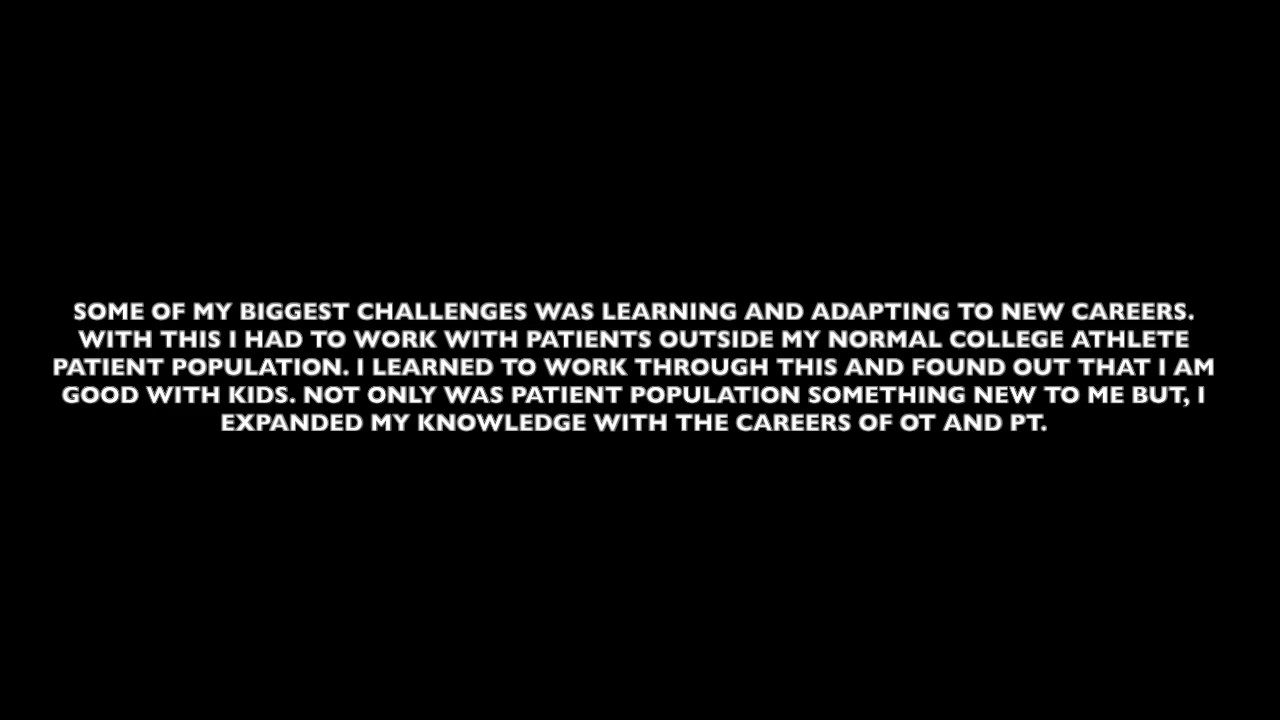 SOME OF MY BIGGEST CHALLENGES WAS LEARNING AND ADAPTING TO NEW CAREERS.
WITH THIS I HAD TO WORK WITH PATIENTS OUTSIDE MY NORMAL COLLEGE ATHLETE
PATIENT POPULATION. I LEARNED TO WORK THROUGH THIS AND FOUND OUT THAT I AM
GOOD WITH KIDS. NOT ONLY WAS PATIENT POPULATION SOMETHING NEW TO ME BUT, I
EXPANDED MY KNOWLEDGE WITH THE CAREERS OF OT AND PT.